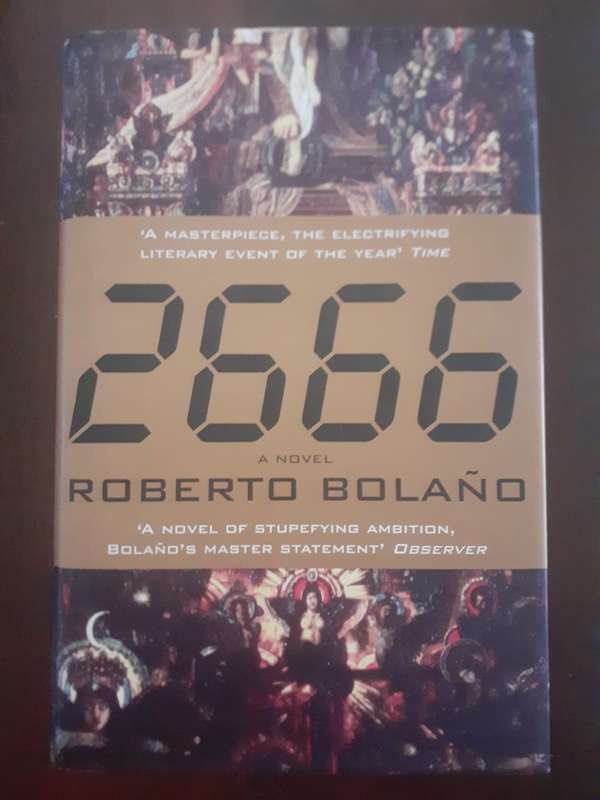 'A MASTERPIECE, THE ELECTRIFYING
LITERARY EVENT OF THE YEAR' TIME
2666
A NOVEL
ROBERTO BOLAÑO
'A NOVEL OF STUPEFYING AMBITION,
BOLAÑO'S MASTER STATEMENT' OBSERVER